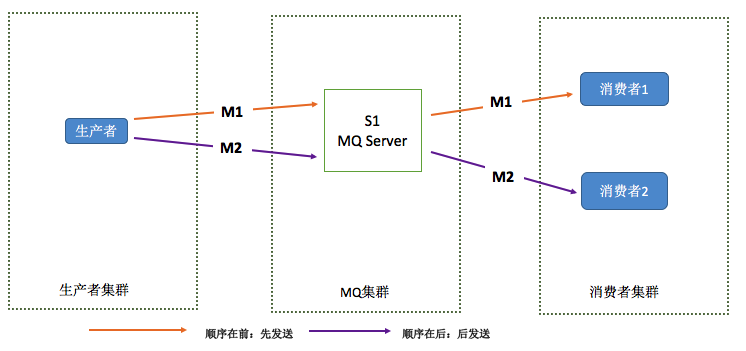 生产者
M1
M2
S1
MQ Server
M1
M2
消费者1
消费者2
生产者集群
MQ集群
消费者集群
顺序在前：先发送
顺序在后：后发送